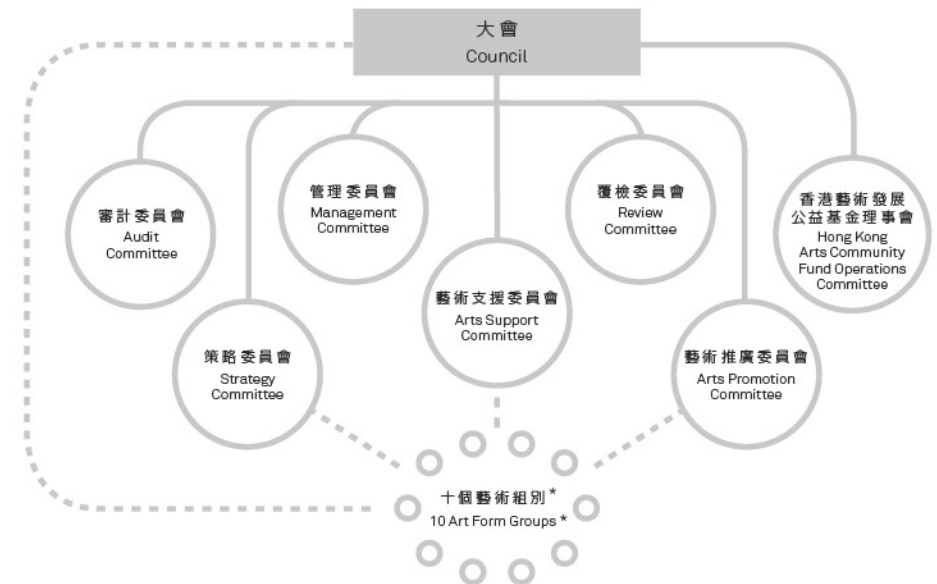 大會
Council
審計委員會
Audit
Committee
管理委員會
Management
Committee
覆檢委員會
Review
Committee
香港藝術發展
公益基金理事會
Hong Kong
Arts Community
Fund Operations
Committee
策略委員會
Strategy
Committee
藝術支援委員會
Arts Support
Committee
藝術推廣委員會
Arts Promotion
Committee
十個藝術組別*
10 Art Form Groups*